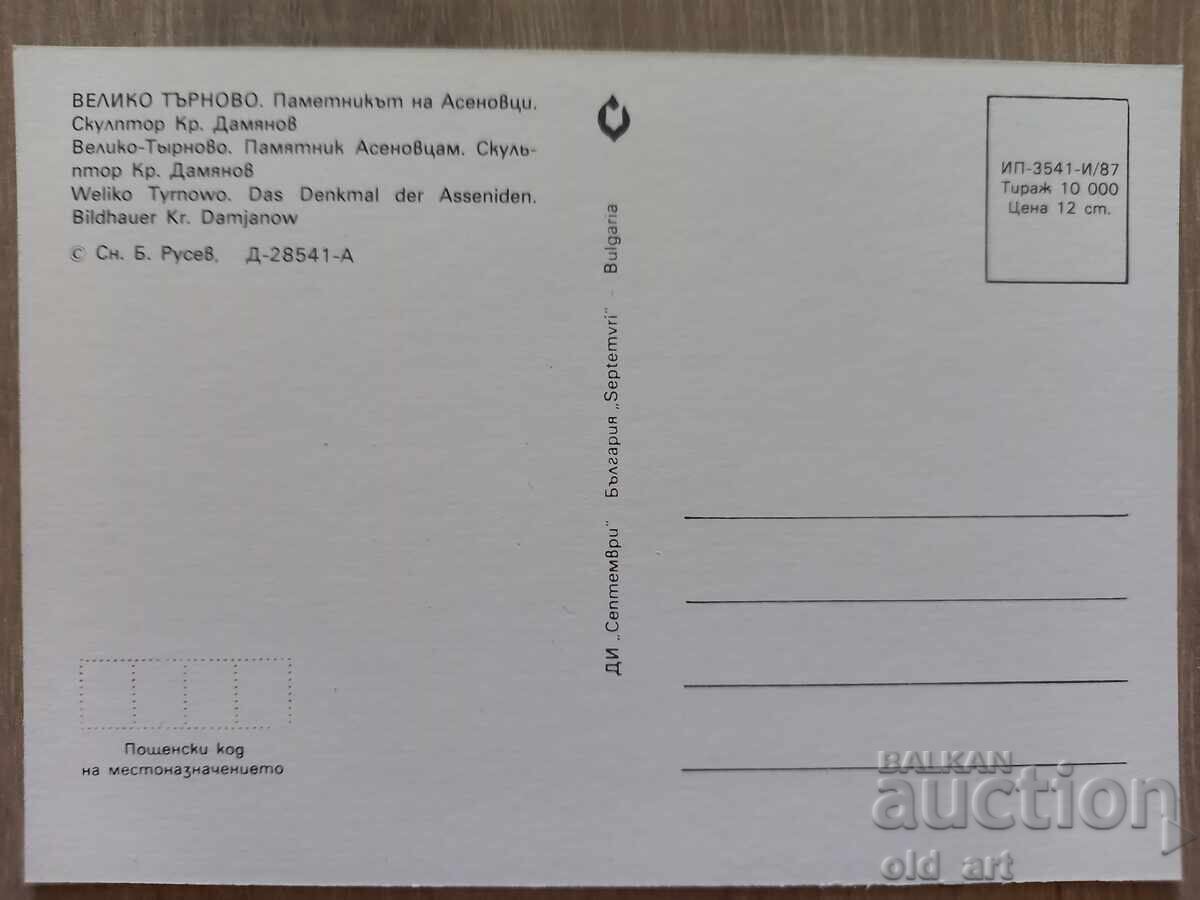 ВЕЛИКО ТЪРНОВО. Паметникът на Асеновци.
Скулптор Кр. Дамянов
Велико-Тырново. Памятник Асеновцам. Скуль-
птор Кр. Дамянов
Weliko Tyrnowo. Das Denkmal der Asseniden.
Bildhauer Kr. Damjanow
© Сн. Б. Русев, Д-28541-А
ДИ „Септември" България „Septemvri" - Bulgaria
ИП-3541-И/87
Тираж 10 000
Цена 12 ст.
Пощенски код
на местоназначението
BALKAN
auction
old art